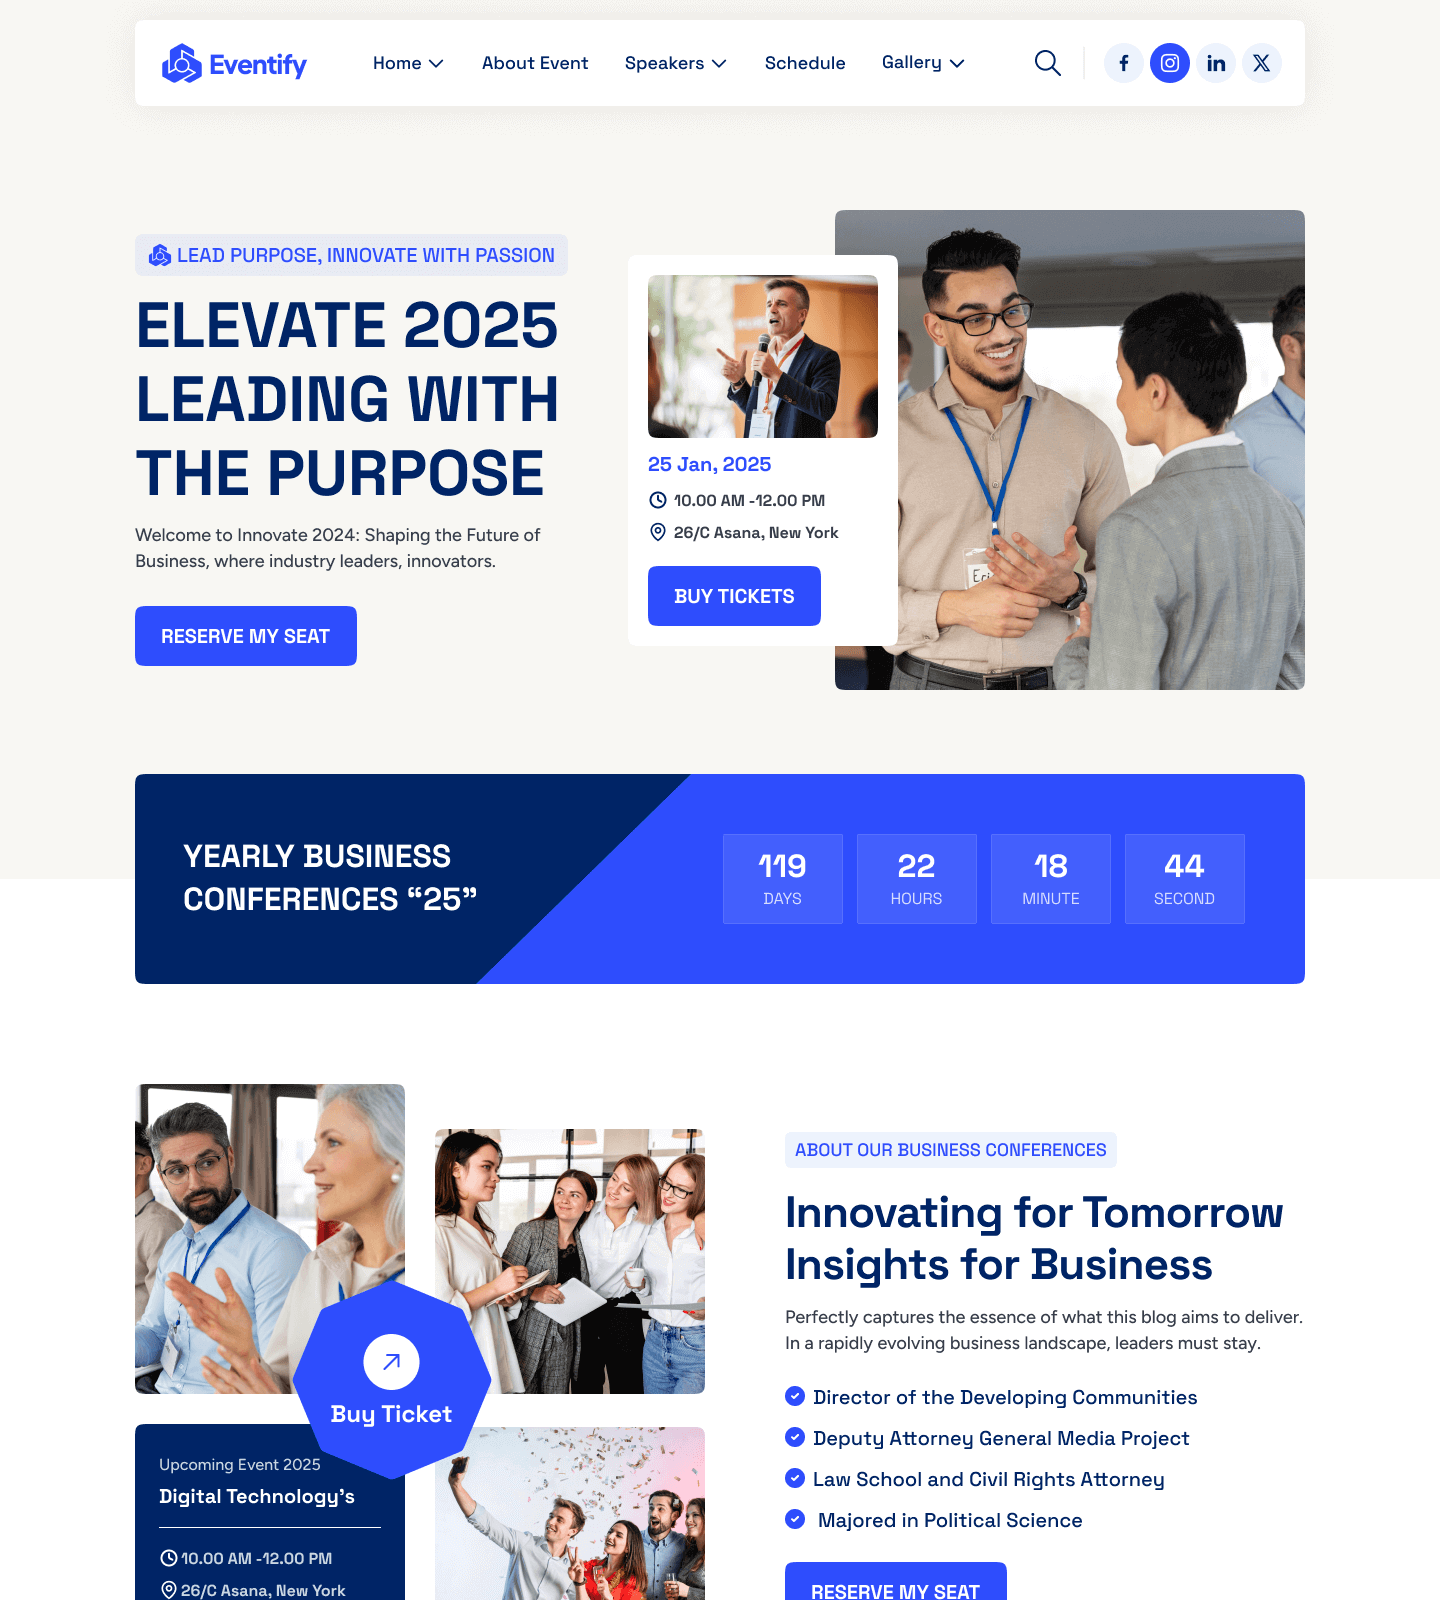 Eventify
Home
About Event
Speakers
Schedule
Gallery
LEAD PURPOSE, INNOVATE WITH PASSION
ELEVATE 2025
LEADING WITH
THE PURPOSE
Welcome to Innovate 2024: Shaping the Future of
Business, where industry leaders, innovators.
RESERVE MY SEAT
25 Jan, 2025
10.00 AM -12.00 PM
26/C Asana, New York
BUY TICKETS
YEARLY BUSINESS
CONFERENCES “25”
119
DAYS
22
HOURS
18
MINUTE
44
SECOND
Buy Ticket
Upcoming Event 2025
Digital Technology’s
10.00 AM -12.00 PM
26/C Asana, New York
ABOUT OUR BUSINESS CONFERENCES
Innovating for Tomorrow
Insights for Business
Perfectly captures the essence of what this blog aims to deliver.
In a rapidly evolving business landscape, leaders must stay.
Director of the Developing Communities
Deputy Attorney General Media Project
Law School and Civil Rights Attorney
Majored in Political Science
RESERVE MY SEAT